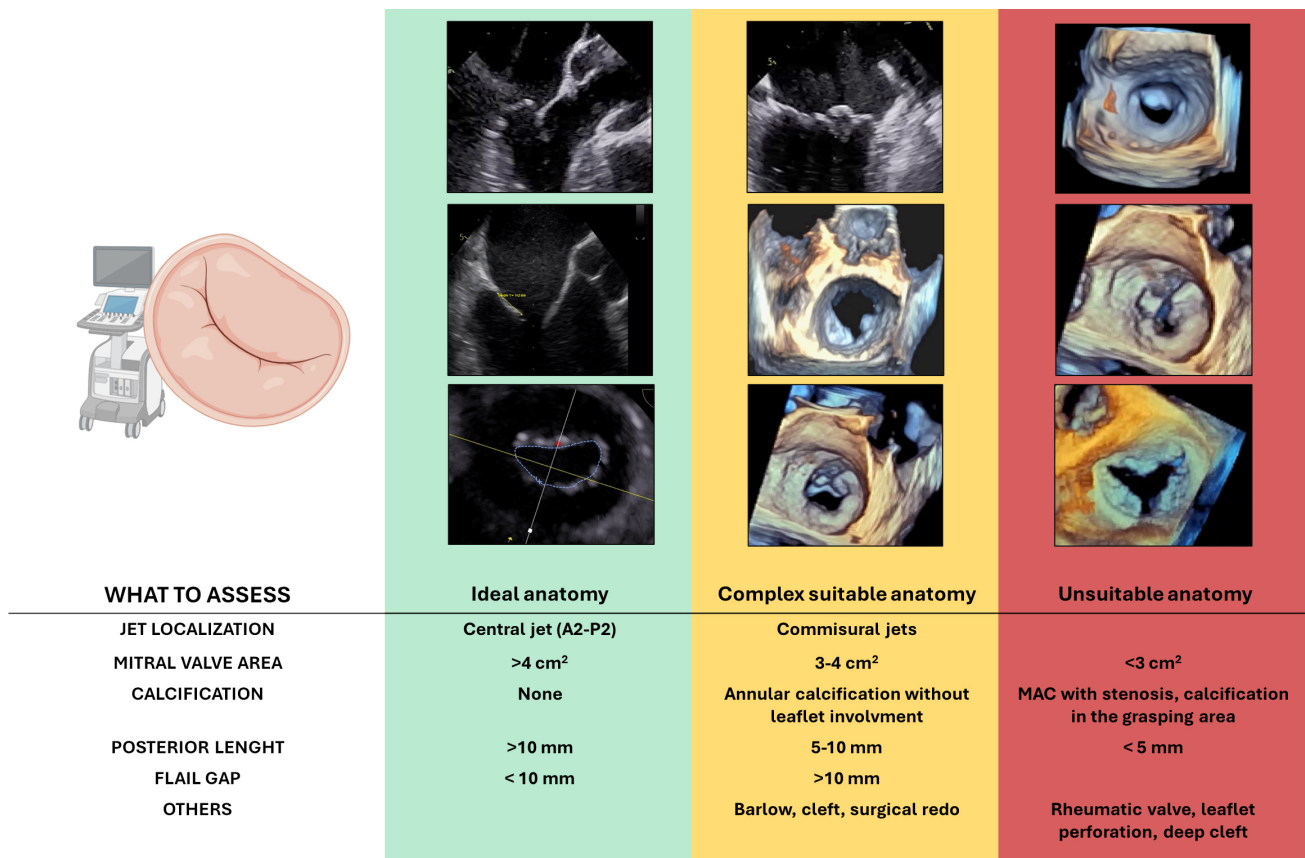 WHAT TO ASSESS Ideal anatomy Complex suitable anatomy Unsuitable anatomy
JET LOCALIZATION Central jet (A2-P2) Commisural jets
MITRAL VALVE AREA >4 cm² 3-4 cm² <3 cm²
CALCIFICATION None Annular calcification without MAC with stenosis, calcification
leaflet involvment in the grasping area
POSTERIOR LENGHT >10 mm 5-10 mm < 5 mm
FLAIL GAP < 10 mm >10 mm
OTHERS Barlow, cleft, surgical redo Rheumatic valve, leaflet
perforation, deep cleft